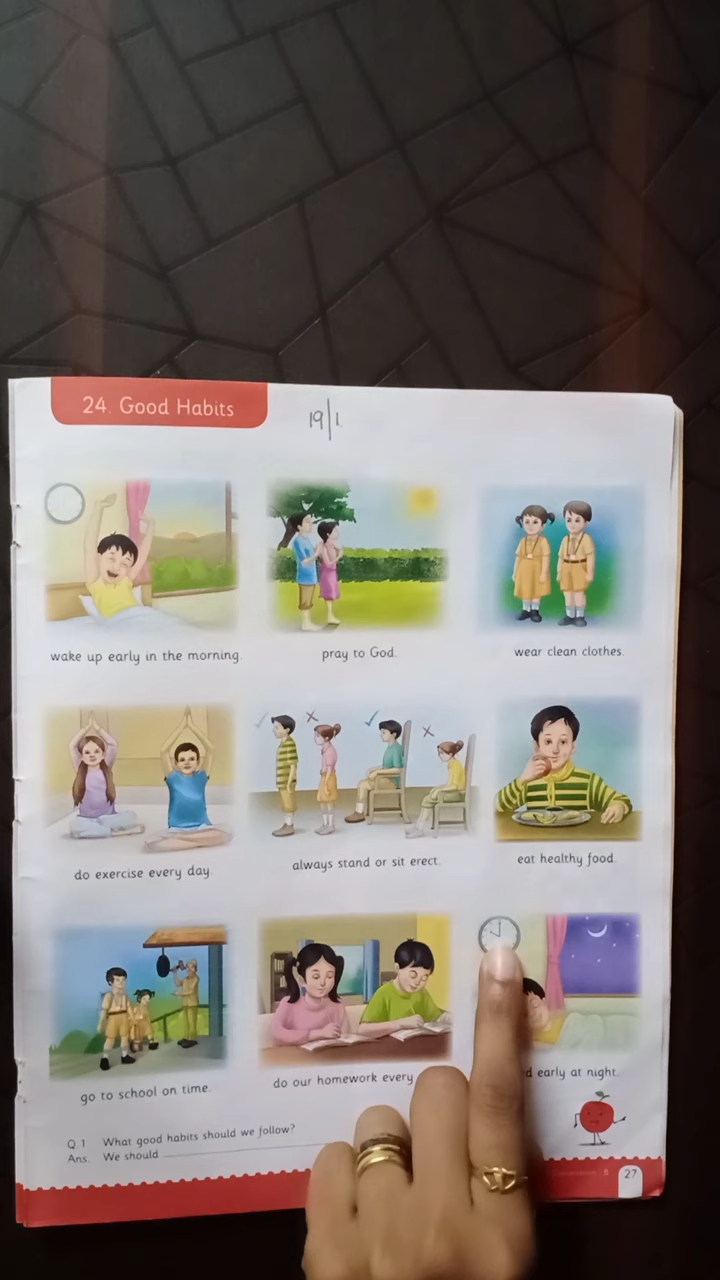 24. Good Habits
19/1.
wake up early in the morning.
pray to God.
wear clean clothes.
do exercise every day.
always stand or sit erect.
eat healthy food.
go to school on time.
do our homework every
early at night.
Q 1 What good habits should we follow?
Ans. We should
27